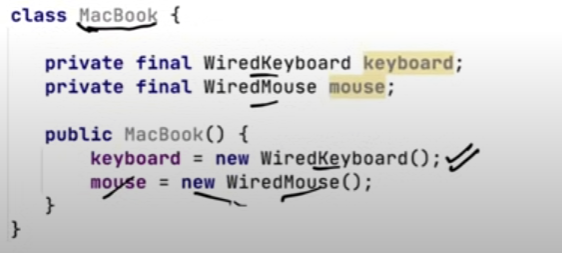 class MacBook {
private final WiredKeyboard keyboard;
private final WiredMouse mouse;
public MacBook() {
keyboard = new WiredKeyboard();
mouse = new WiredMouse();
}
}